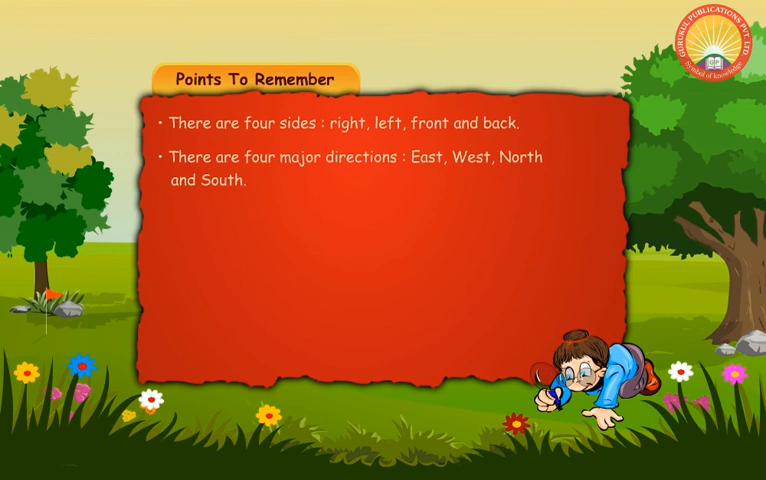 GURUKUL PUBLICATIONS PVT. LTD
Symbol of knowledge
Points To Remember
• There are four sides : right, left, front and back.
• There are four major directions : East, West, North
and South.